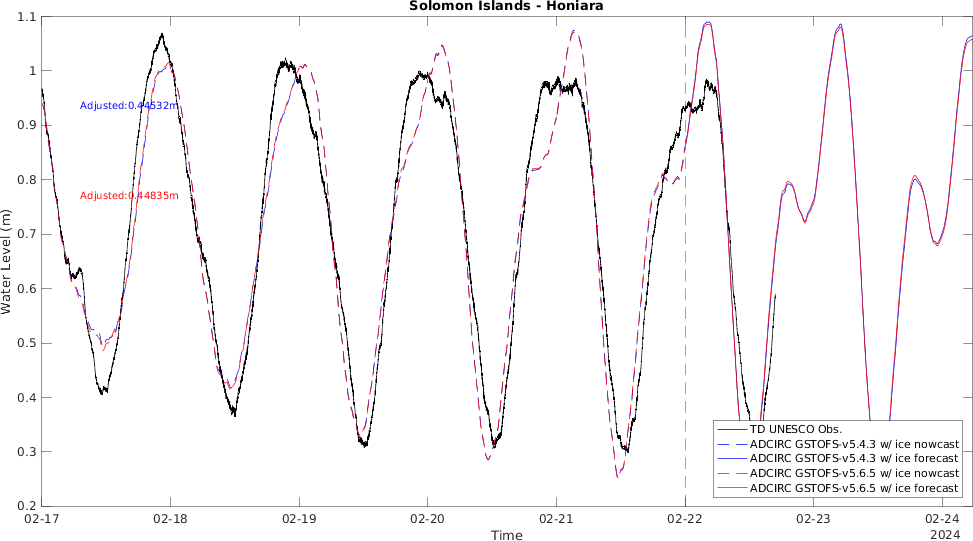 Solomon Islands - Honiara
1.1
1
0.9
0.8
0.7
0.6
0.5
0.4
0.3
0.2
Water Level (m)
Adjusted:0.44532m
Adjusted:0.44835m
TD UNESCO Obs.
ADCIRC GSTOFS-v5.4.3 w/ ice nowcast
ADCIRC GSTOFS-v5.4.3 w/ ice forecast
ADCIRC GSTOFS-v5.6.5 w/ ice nowcast
ADCIRC GSTOFS-v5.6.5 w/ ice forecast
02-17 02-18 02-19 02-20 02-21 02-22 02-23 02-24
2024
Time